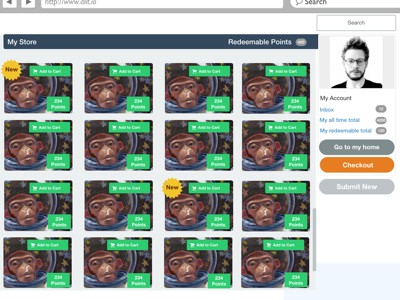 http://www.diit.io
Search
Search
My Store
Redeemable Points
New
Add to Cart
Add to Cart
Add to Cart
Add to Cart
234 Points
234 Points
234 Points
234 Points
Add to Cart
Add to Cart
Add to Cart
Add to Cart
234 Points
234 Points
234 Points
234 Points
New
Add to Cart
Add to Cart
Add to Cart
Add to Cart
234 Points
234 Points
234 Points
234 Points
Add to Cart
Add to Cart
Add to Cart
Add to Cart
234 Points
234 Points
234 Points
234 Points
My Account
Inbox
My all time total
My redeemable total
Go to my home
Checkout
Submit New